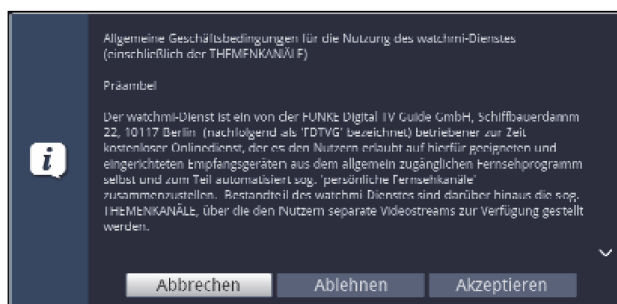 Allgemeine Geschäftsbedingungen für die Nutzung des watchmi-Dienstes
(einschließlich der THEMENKANÄLE)
Präambel
Der watchmi-Dienst ist ein von der FUNKE Digital TV Guide GmbH, Schiffbauerdamm
22, 10117 Berlin (nachfolgend als 'FDTVG' bezeichnet) betriebener zur Zeit
kostenloser Onlinedienst, der es den Nutzern erlaubt auf hierfür geeigneten und
eingerichteten Empfangsgeräten aus dem allgemein zugänglichen Fernsehprogramm
selbst und zum Teil automatisiert sog. 'persönliche Fernsehkanäle'
zusammenzustellen. Bestandteil des watchmi Dienstes sind darüber hinaus die sog.
THEMENKANÄLE, über die den Nutzern separate Videostreams zur Verfügung gestellt
werden.
Abbrechen Ablehnen Akzeptieren